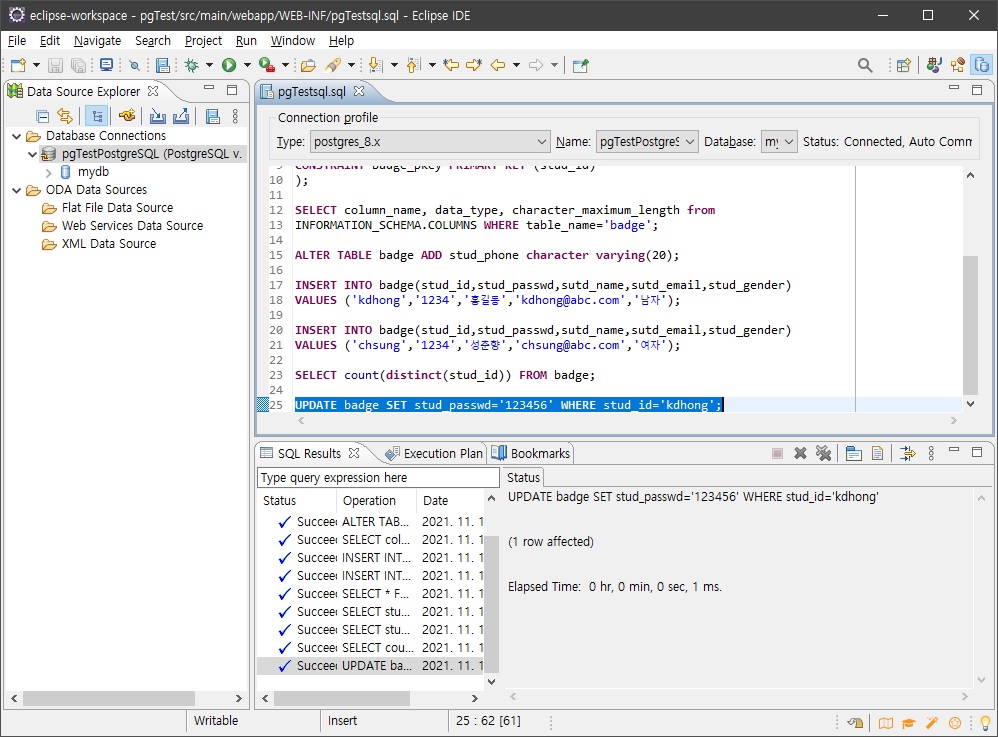 eclipse-workspace - pgTest/src/main/webapp/WEB-INF/pgTestsql.sql - Eclipse IDE
File Edit Navigate Search Project Run Window Help
Data Source Explorer
Database Connections
pgTestPostgreSQL (PostgreSQL v.
mydb
ODA Data Sources
Flat File Data Source
Web Services Data Source
XML Data Source
pgTestsql.sql
Connection profile
Type: postgres_8.x Name: pgTestPostgreS Database: my Status: Connected, Auto Comm
9 CONSTRAINT badge_pkey PRIMARY KEY (stud_id)
10 );
11
12 SELECT column_name, data_type, character_maximum_length from
13 INFORMATION_SCHEMA.COLUMNS WHERE table_name='badge';
14
15 ALTER TABLE badge ADD stud_phone character varying(20);
16
17 INSERT INTO badge(stud_id,stud_passwd,sutd_name,sutd_email,stud_gender)
18 VALUES ('kdhong','1234','홍길동','kdhong@abc.com','남자');
19
20 INSERT INTO badge(stud_id,stud_passwd,sutd_name,sutd_email,stud_gender)
21 VALUES ('chsung','1234','성춘향','chsung@abc.com','여자');
22
23 SELECT count(distinct(stud_id)) FROM badge;
24
25 UPDATE badge SET stud_passwd='123456' WHERE stud_id='kdhong';
SQL Results Execution Plan Bookmarks
Type query expression here
Status Operation Date
Succee ALTER TAB... 2021. 11. 1
Succee SELECT col... 2021. 11. 1
Succee INSERT INT... 2021. 11. 1
Succee INSERT INT... 2021. 11. 1
Succee SELECT * F... 2021. 11. 1
Succee SELECT stu... 2021. 11. 1
Succee SELECT stu... 2021. 11. 1
Succee SELECT cou... 2021. 11. 1
Succee UPDATE ba... 2021. 11. 1
Status
UPDATE badge SET stud_passwd='123456' WHERE stud_id='kdhong'
(1 row affected)
Elapsed Time: 0 hr, 0 min, 0 sec, 1 ms.
Writable Insert 25 : 62 [61]